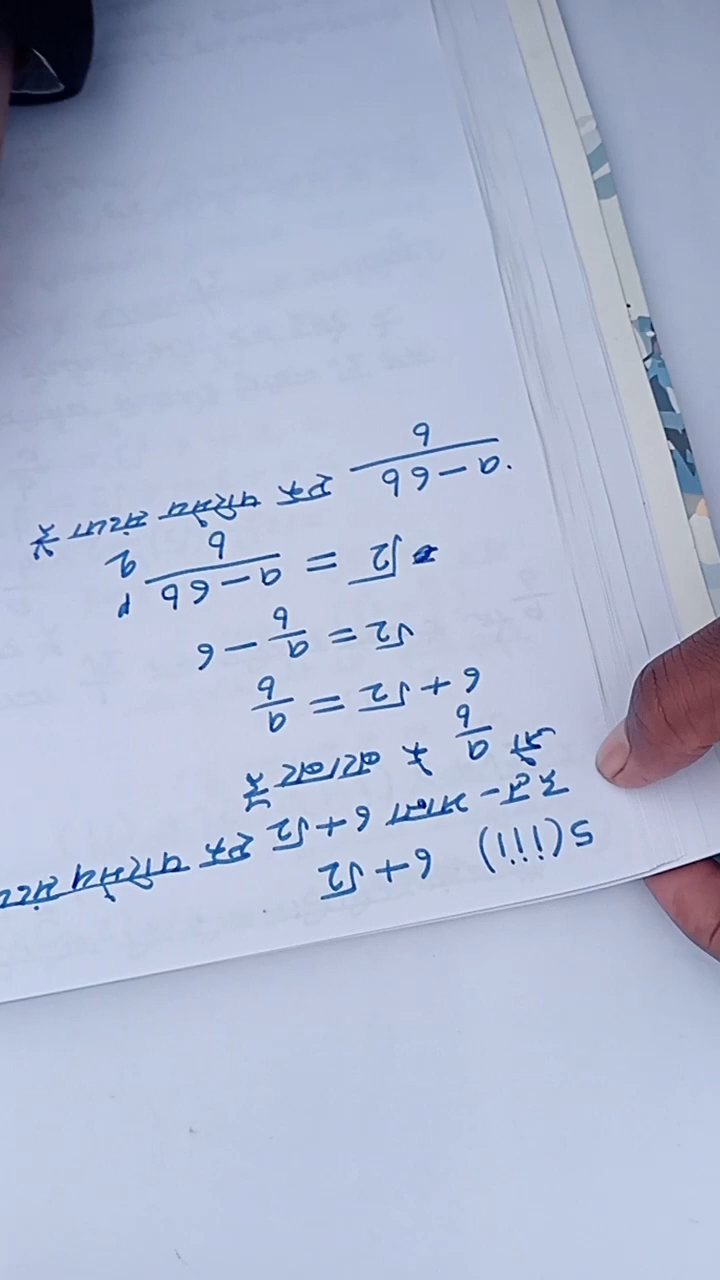 5(iii) 6+√2
हल- माना 6+√2 एक परिमेय
जो a/b के बराबर है
6+√2 = a/b
√2 = a/b - 6
√2 = a-6b/b p q
a-6b/b एक परिमेय संख्या है